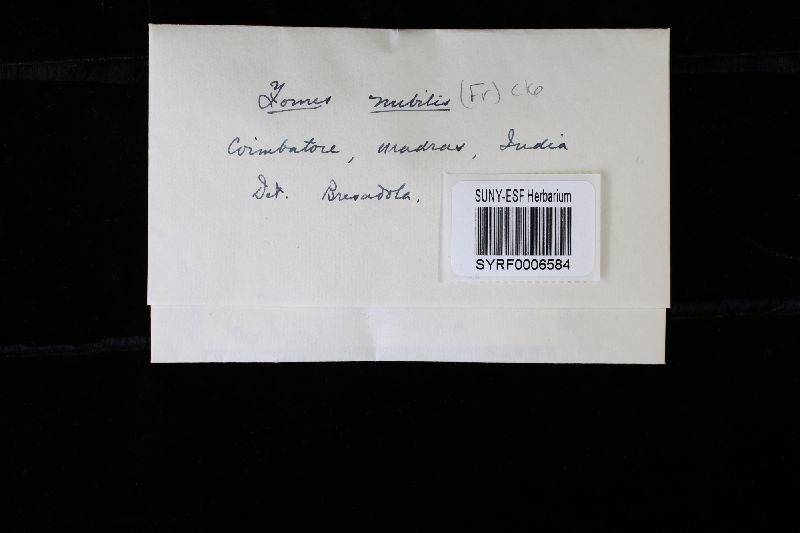 Fomes nubilis (Fr) Cke
Coimbatore, Madras, India
Det. Bresadola.
SUNY-ESF Herbarium
SYRF0006584